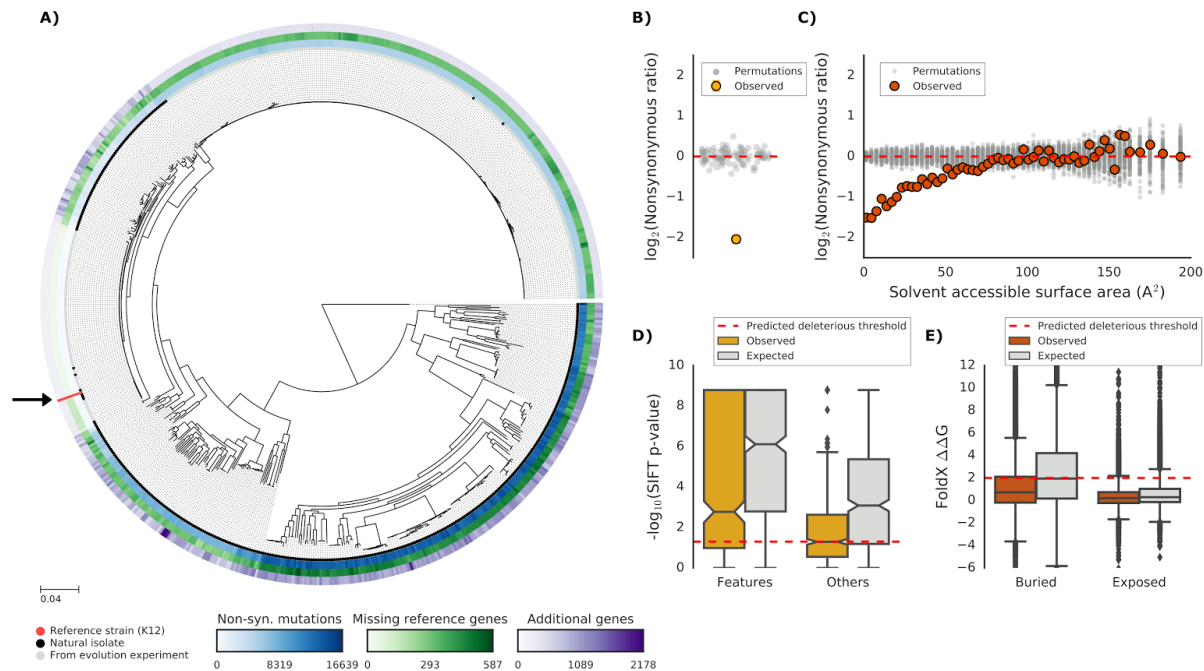 A)
0.04
Reference strain (K12)
Natural isolate
From evolution experiment
Non-syn. mutations
0 8319 16639
Missing reference genes
0 293 587
Additional genes
0 1089 2178
B)
Permutations
Observed
log2(Nonsynonymous ratio)
2
1
0
−1
−2
C)
Permutations
Observed
log2(Nonsynonymous ratio)
2
1
0
−1
−2
0 50 100 150 200
Solvent accessible surface area (A²)
D)
Predicted deleterious threshold
Observed
Expected
-log10(SIFT p-value)
10
8
6
4
2
0
Features Others
E)
Predicted deleterious threshold
Observed
Expected
FoldX ΔΔG
12
10
8
6
4
2
0
−2
−4
−6
Buried Exposed